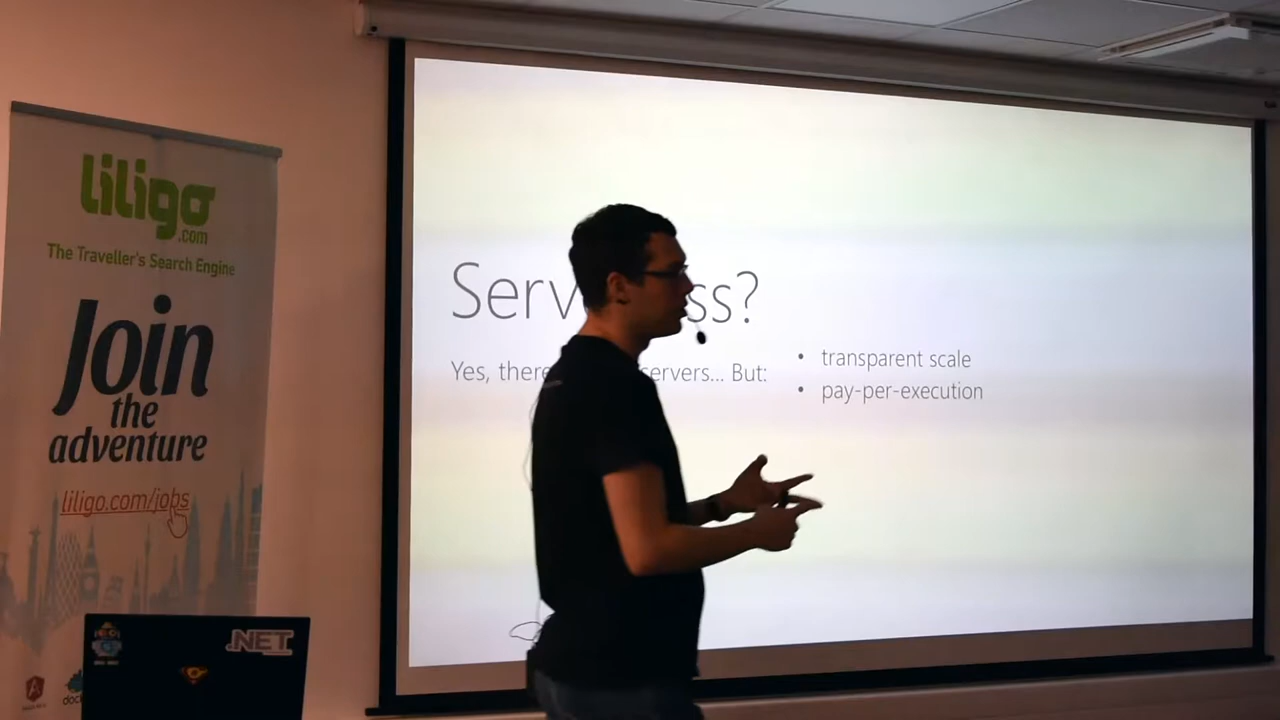 liligo
.com
The Traveller's Search Engine
Join
the
adventure
liligo.com/jobs
.NET
Serv ss?
Yes, there servers... But:
• transparent scale
• pay-per-execution